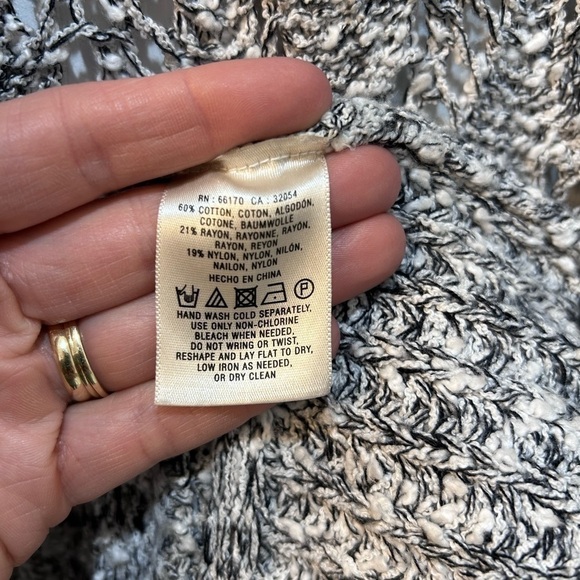 RN : 66170 CA : 32054
60% COTTON, COTON, ALGODÓN,
COTONE, BAUMWOLLE
21% RAYON, RAYONNE, RAYÓN,
RAYON, REYON
19% NYLON, NYLON, NILÓN,
NAILON, NYLON
HECHO EN CHINA
P
HAND WASH COLD SEPARATELY,
USE ONLY NON-CHLORINE
BLEACH WHEN NEEDED,
DO NOT WRING OR TWIST,
RESHAPE AND LAY FLAT TO DRY,
LOW IRON AS NEEDED,
OR DRY CLEAN